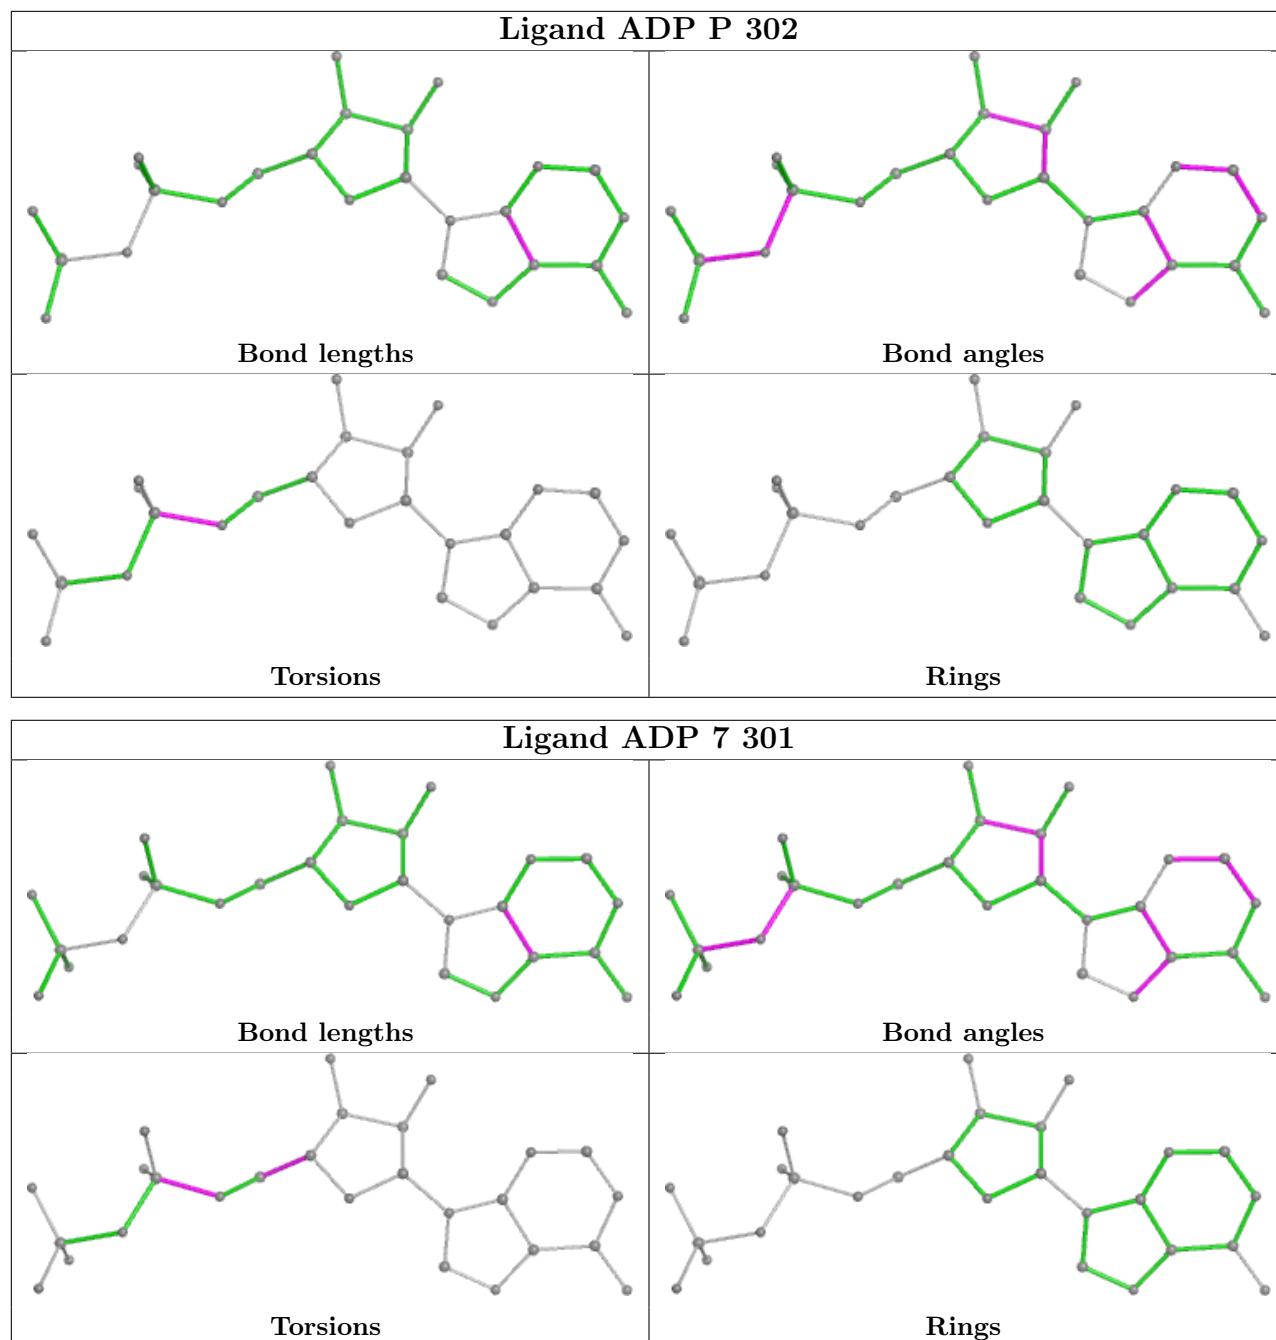 Ligand ADP P 302
Bond lengths
Bond angles
Torsions
Rings
Ligand ADP 7 301
Bond lengths
Bond angles
Torsions
Rings